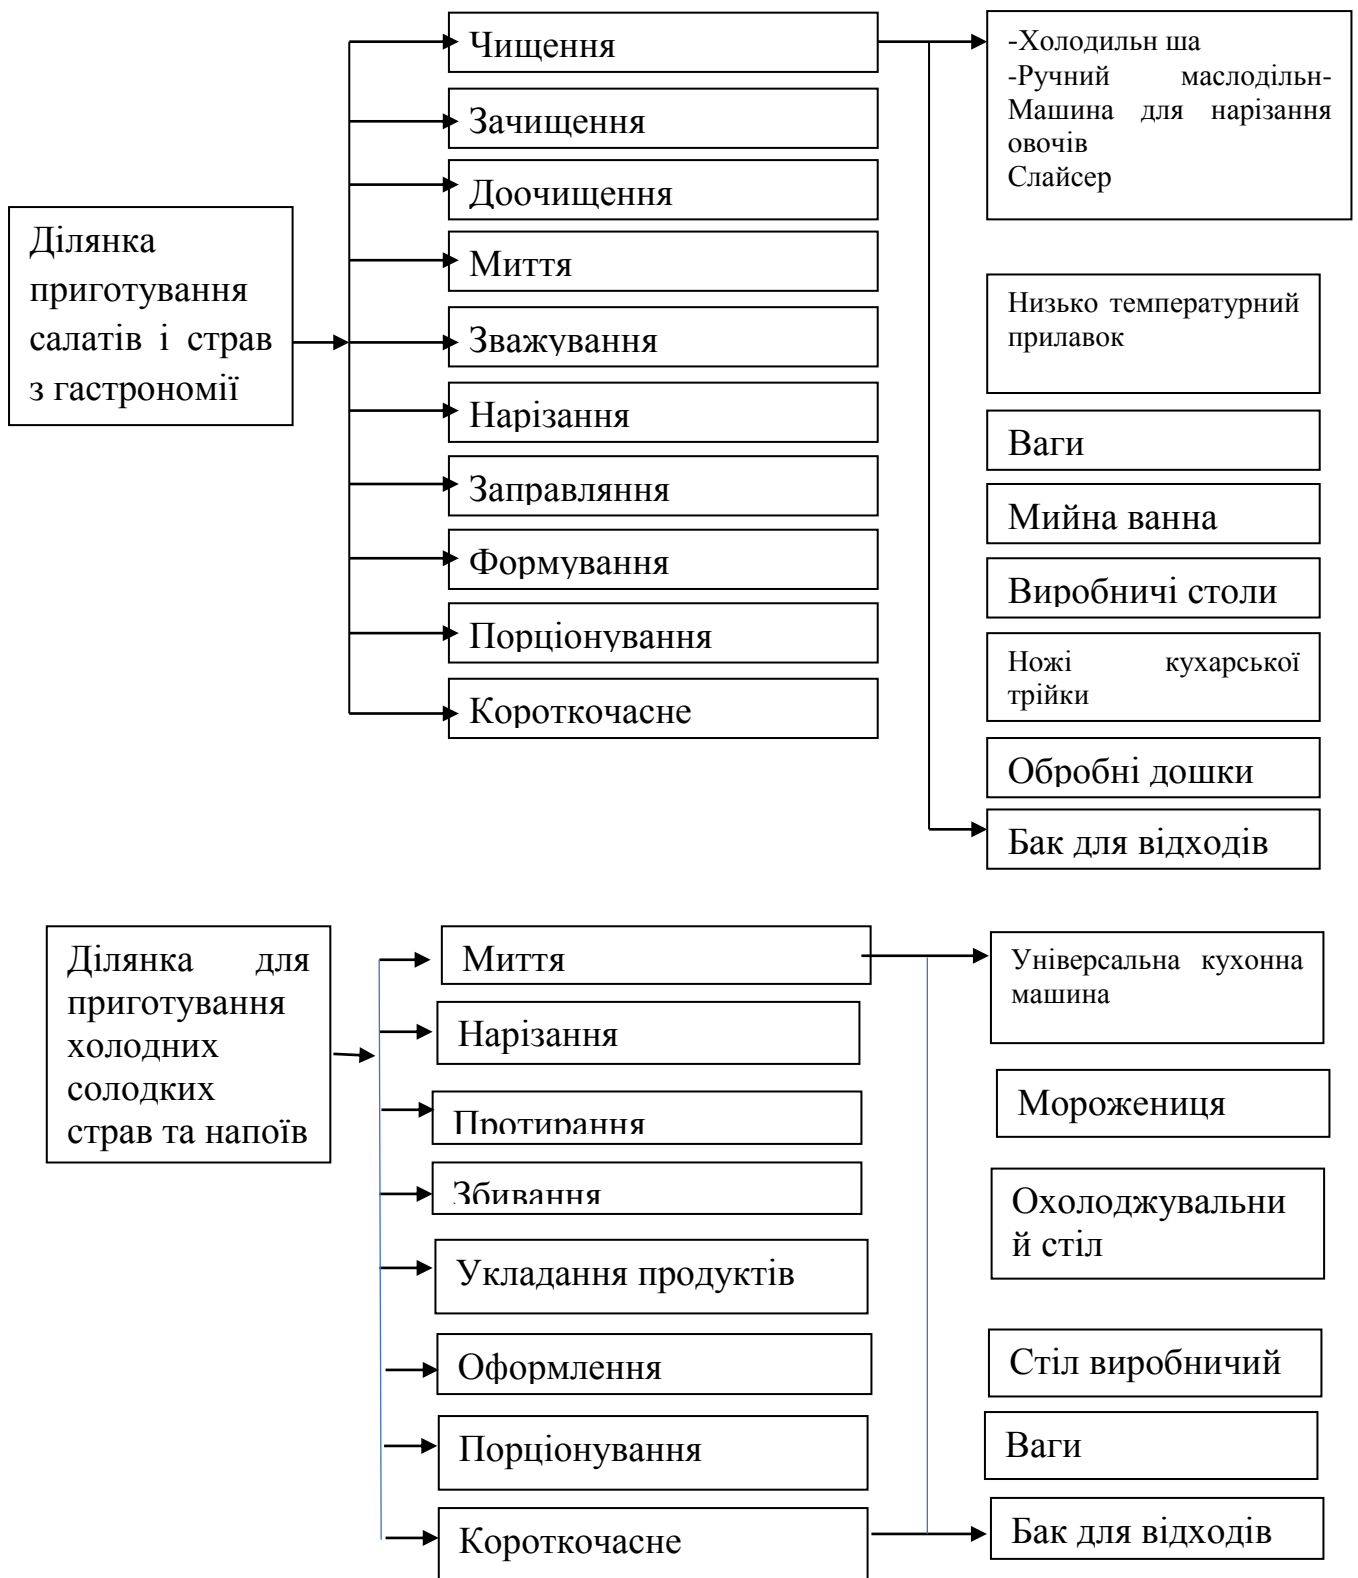 Ділянка
приготування
салатів і страв
з гастрономії
Чищення
Зачищення
Доочищення
Миття
Зважування
Нарізання
Заправляння
Формування
Порціонування
Короткочасне
-Холодильн ша
-Ручний маслодільн-
Машина для нарізання
овочів
Слайсер
Низько температурний
прилавок
Ваги
Мийна ванна
Виробничі столи
Ножі кухарської
трійки
Обробні дошки
Бак для відходів
Ділянка для
приготування
холодних
солодких
страв та напоїв
Миття
Нарізання
Протирання
Збивання
Укладання продуктів
Оформлення
Порціонування
Короткочасне
Універсальна кухонна
машина
Морожениця
Охолоджувальни
й стіл
Стіл виробничий
Ваги
Бак для відходів